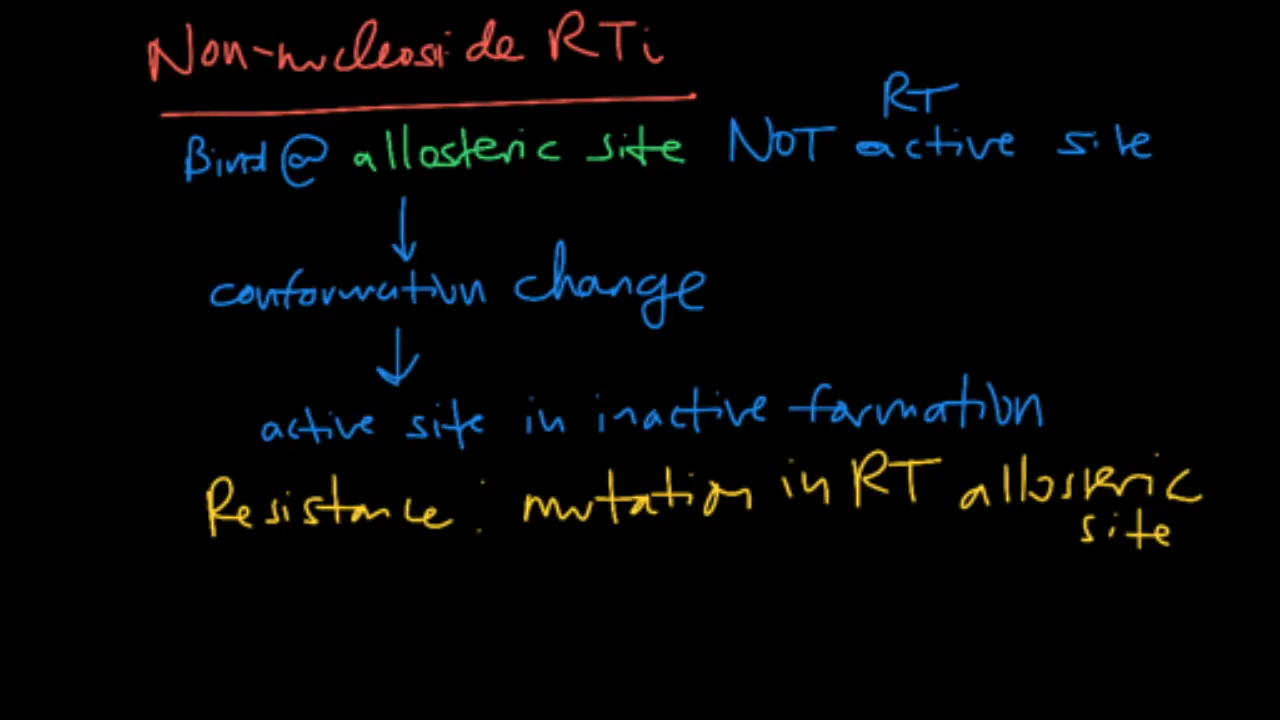 Non-nucleoside RTi
RT
Bind @ allosteric site NOT active site
conformation change
active site in inactive formation
Resistance: mutation in RT allosteric
site